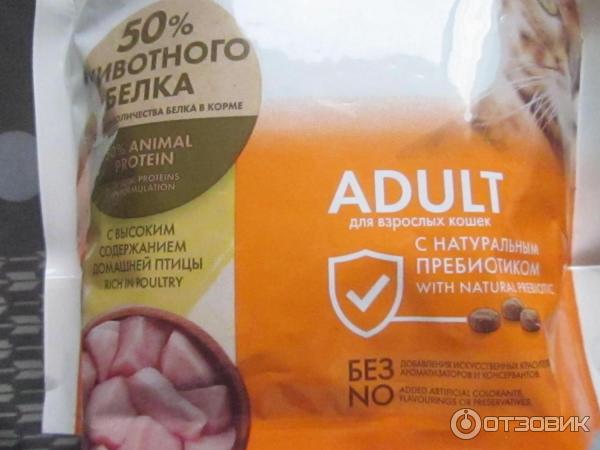 50%
ЖИВОТНОГО
БЕЛКА
КОЛИЧЕСТВА БЕЛКА В КОРМЕ
ANIMAL
PROTEIN
PROTEINS
С ВЫСОКИМ
СОДЕРЖАНИЕМ
ДОМАШНЕЙ ПТИЦЫ
RICH IN POULTRY
ADULT
для взрослых кошек
С НАТУРАЛЬНЫМ
ПРЕБИОТИКОМ
WITH NATURAL PREBIOTIC
БЕЗ
ДОБАВЛЕНИЯ ИСКУССТВЕННЫХ
АРОМАТИЗАТОРОВ И КОНСЕРВАНТОВ.
NO
ADDED ARTIFICIAL COLORANTS,
FLAVOURINGS OR PRESERVATIVES.
ОТЗОВИК